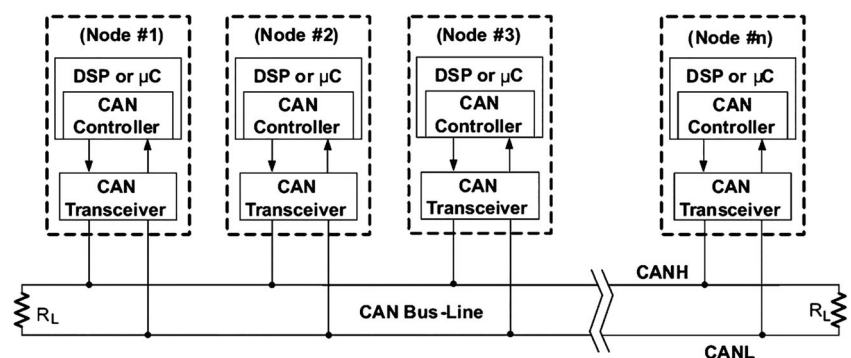 (Node #1)
DSP or µC
CAN
Controller
CAN
Transceiver
(Node #2)
DSP or µC
CAN
Controller
CAN
Transceiver
(Node #3)
DSP or µC
CAN
Controller
CAN
Transceiver
(Node #n)
DSP or µC
CAN
Controller
CAN
Transceiver
CANH
RL
CAN Bus-Line
RL
CANL